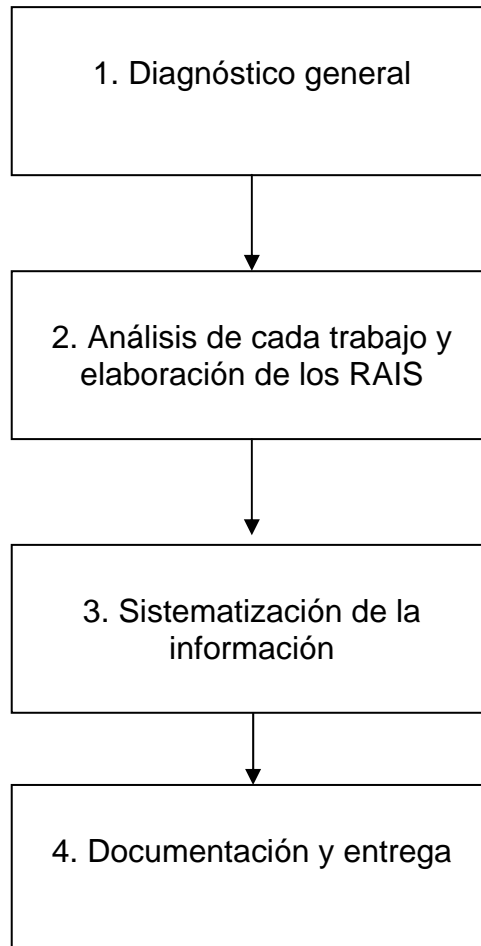 1. Diagnóstico general
2. Análisis de cada trabajo y
elaboración de los RAIS
3. Sistematización de la
información
4. Documentación y entrega